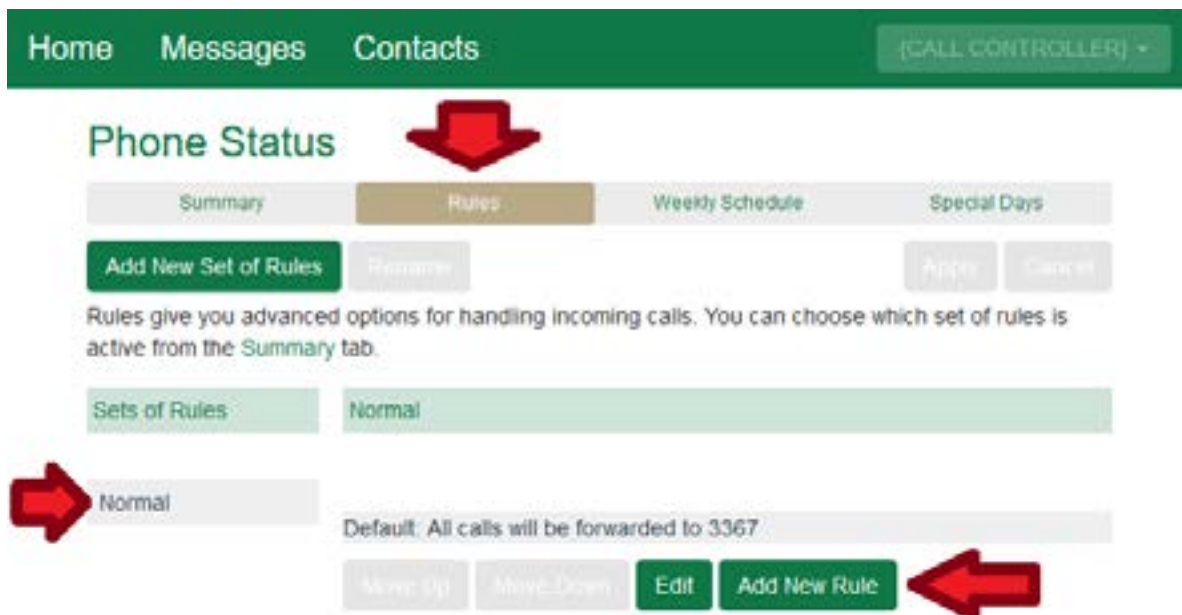 Home Messages Contacts {CALL CONTROLLER}
Phone Status
Summary Rules Weekly Schedule Special Days
Add New Set of Rules Rename Apply Cancel
Rules give you advanced options for handling incoming calls. You can choose which set of rules is
active from the Summary tab.
Sets of Rules Normal
Normal
Default: All calls will be forwarded to 3367
Move Up Move Down Edit Add New Rule